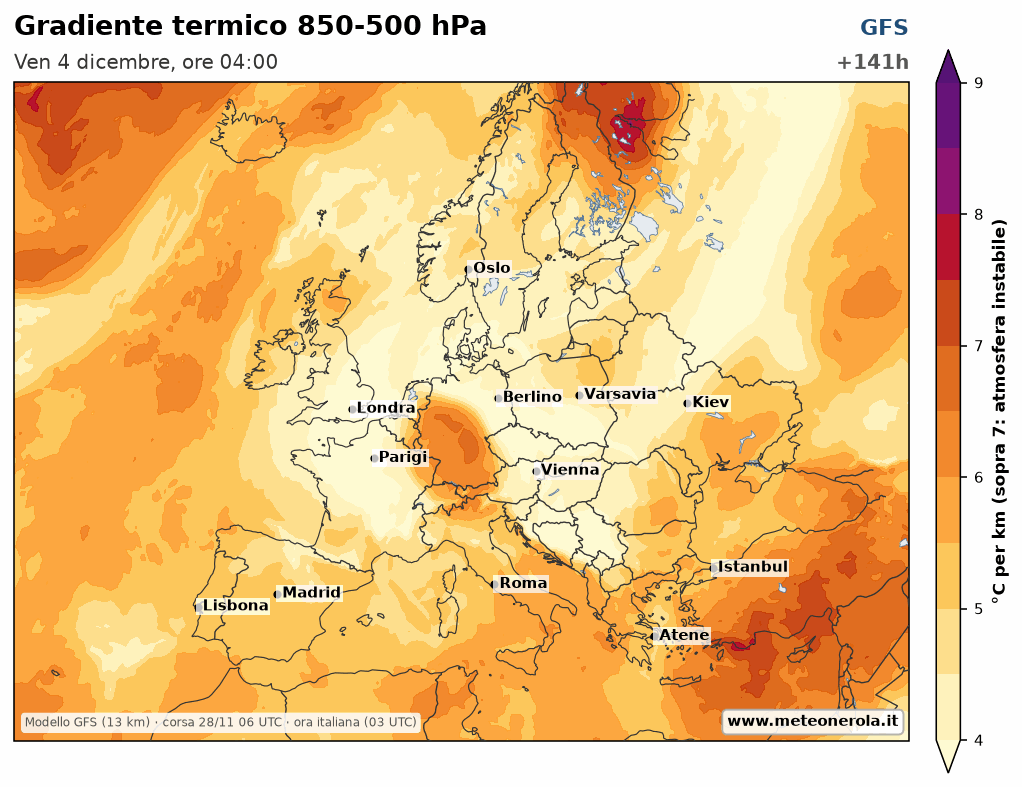 Gradiente termico 850-500 hPa
GFS
Ven 4 dicembre, ore 04:00
+141h
Oslo
Londra
Berlino
Varsavia
Kiev
Parigi
Vienna
Istanbul
Roma
Madrid
Lisbona
Atene
Modello GFS (13 km) · corsa 28/11 06 UTC · ora italiana (03 UTC)
www.meteonerola.it
9
8
7
6
5
4
°C per km (sopra 7: atmosfera instabile)